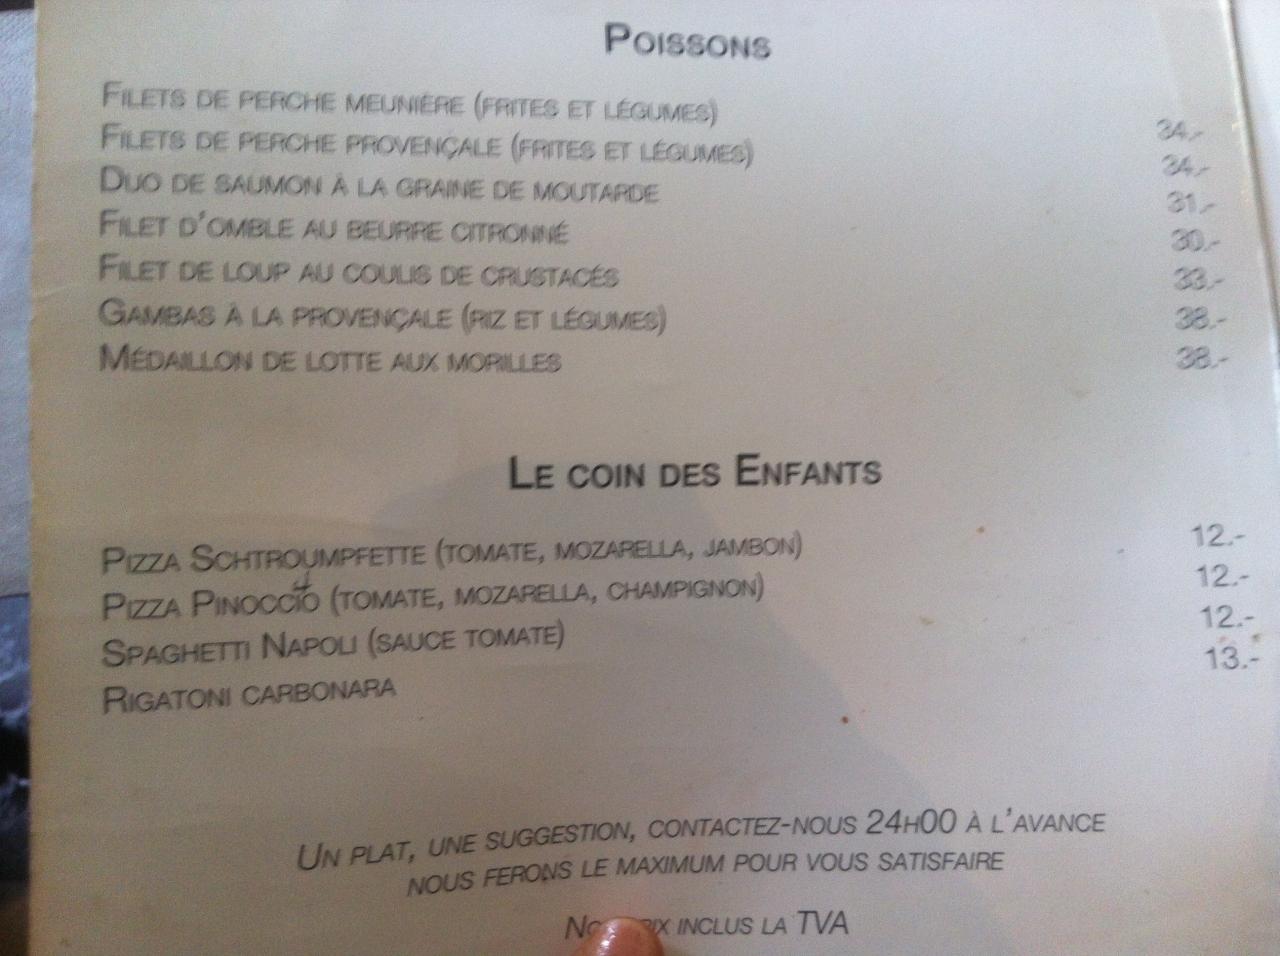 Poissons
Filets de perche meunière (frites et légumes) 34.-
Filets de perche provençale (frites et légumes) 34.-
Duo de saumon à la graine de moutarde 31.-
Filet d'omble au beurre citronné 30.-
Filet de loup au coulis de crustacés 33.-
Gambas à la provençale (riz et légumes) 38.-
Médaillon de lotte aux morilles 38.-
Le coin des Enfants
Pizza Schtroumpfette (tomate, mozarella, jambon) 12.-
Pizza Pinoccio (tomate, mozarella, champignon) 12.-
Spaghetti Napoli (sauce tomate) 12.-
Rigatoni carbonara 13.-
Un plat, une suggestion, contactez-nous 24h00 à l'avance
nous ferons le maximum pour vous satisfaire
inclus la TVA